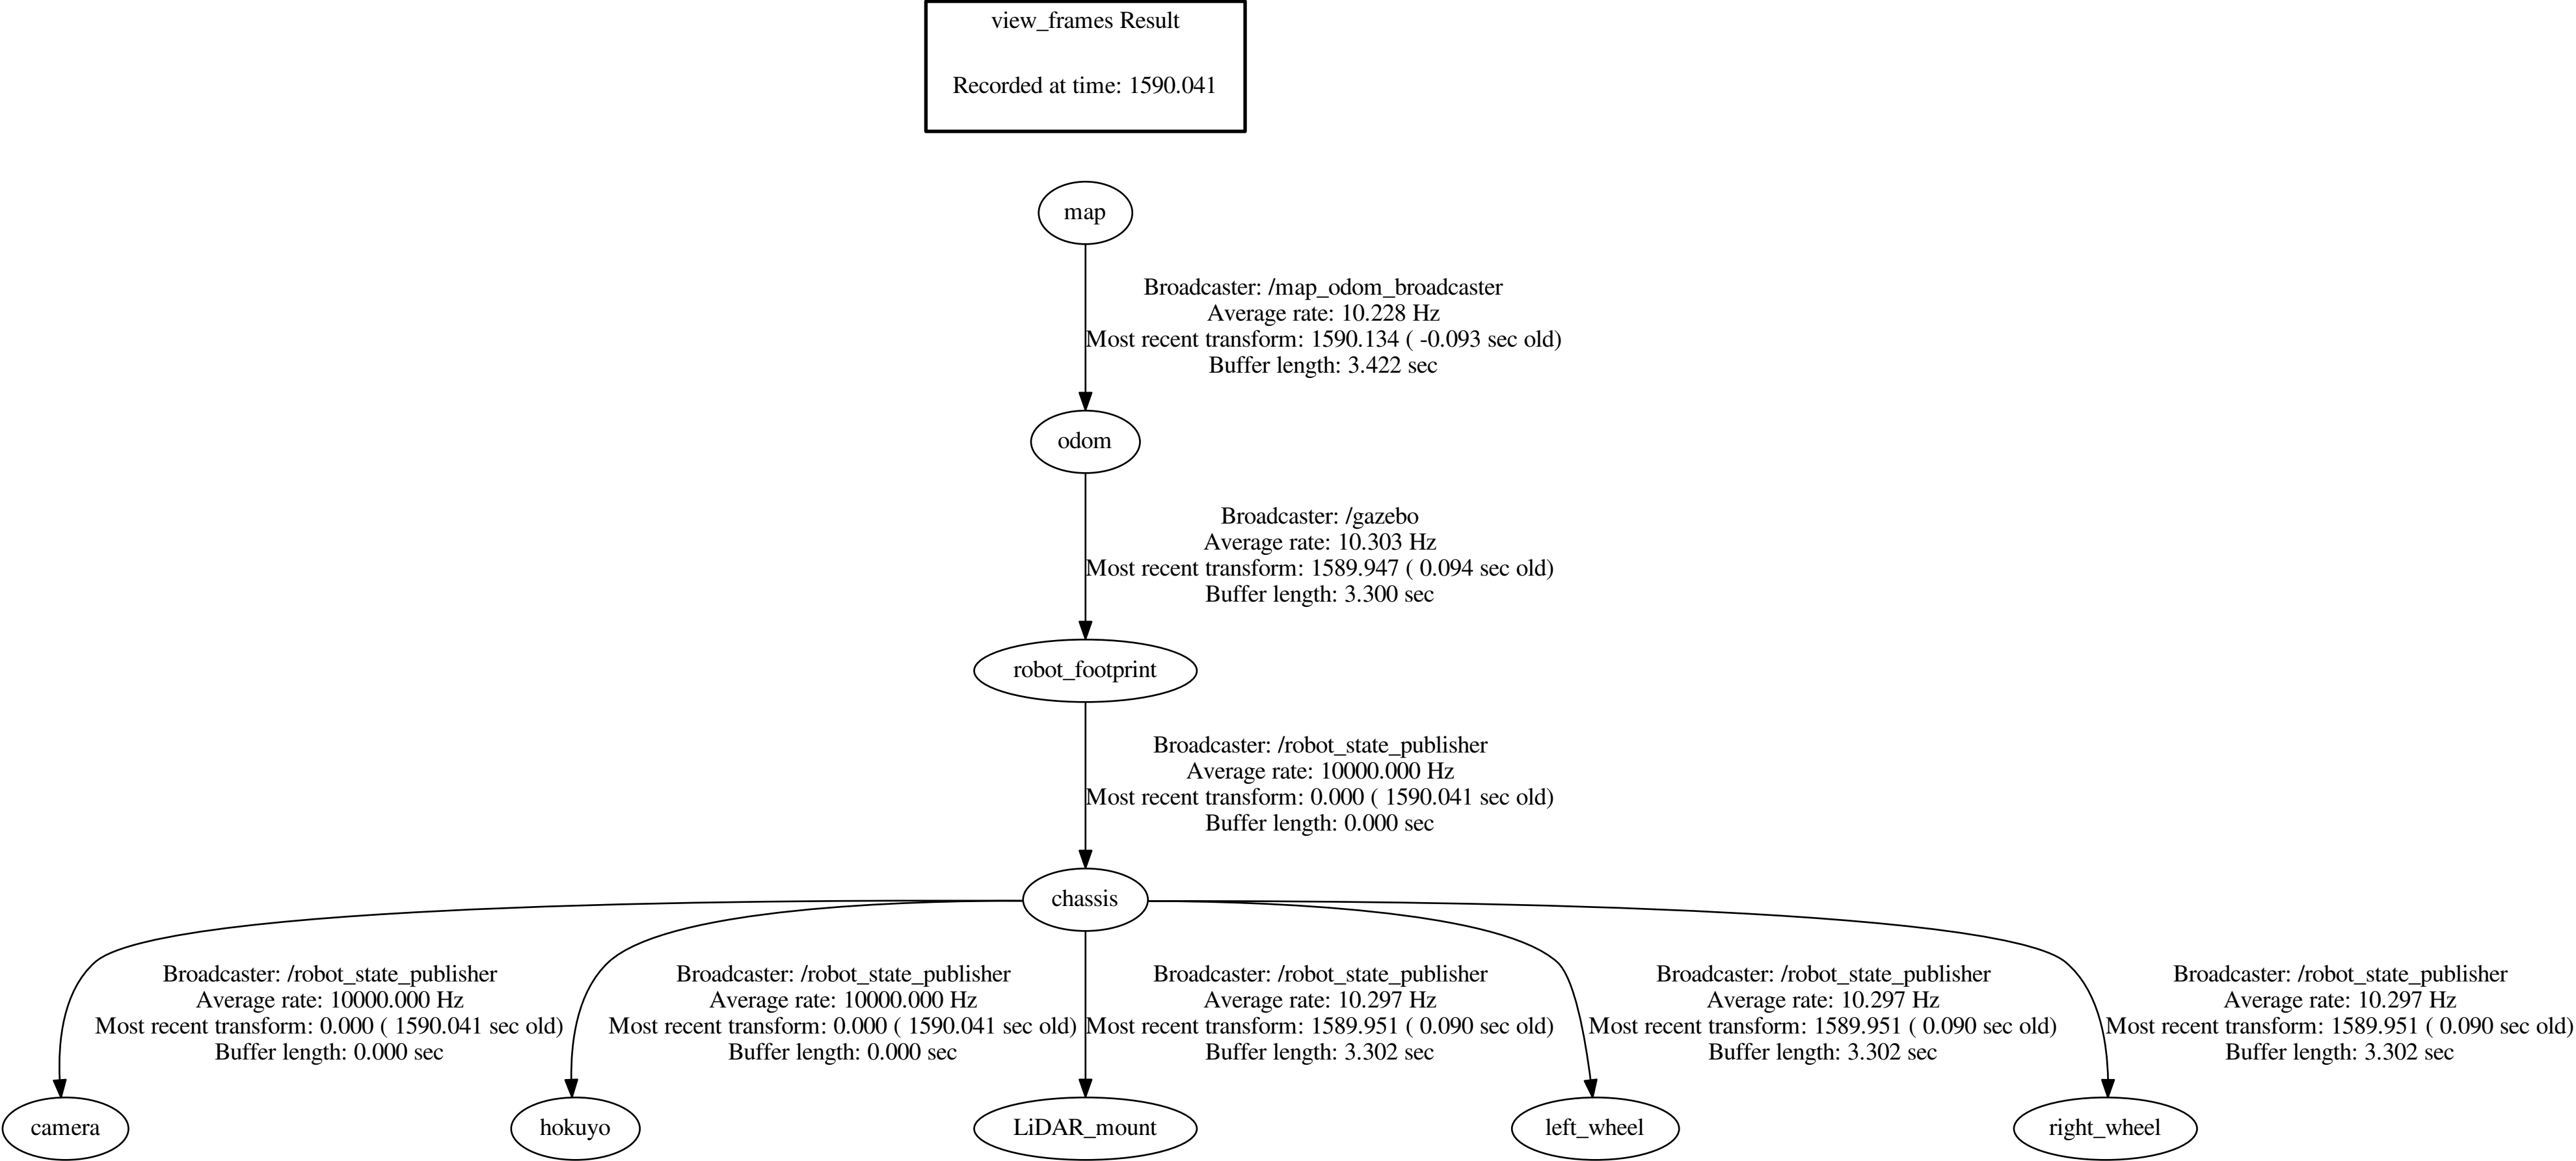 view_frames Result
Recorded at time: 1590.041
map
Broadcaster: /map_odom_broadcaster
Average rate: 10.228 Hz
Most recent transform: 1590.134 ( -0.093 sec old)
Buffer length: 3.422 sec
odom
Broadcaster: /gazebo
Average rate: 10.303 Hz
Most recent transform: 1589.947 ( 0.094 sec old)
Buffer length: 3.300 sec
robot_footprint
Broadcaster: /robot_state_publisher
Average rate: 10000.000 Hz
Most recent transform: 0.000 ( 1590.041 sec old)
Buffer length: 0.000 sec
chassis
Broadcaster: /robot_state_publisher
Average rate: 10000.000 Hz
Most recent transform: 0.000 ( 1590.041 sec old)
Buffer length: 0.000 sec
Broadcaster: /robot_state_publisher
Average rate: 10000.000 Hz
Most recent transform: 0.000 ( 1590.041 sec old)
Buffer length: 0.000 sec
Broadcaster: /robot_state_publisher
Average rate: 10.297 Hz
Most recent transform: 1589.951 ( 0.090 sec old)
Buffer length: 3.302 sec
Broadcaster: /robot_state_publisher
Average rate: 10.297 Hz
Most recent transform: 1589.951 ( 0.090 sec old)
Buffer length: 3.302 sec
Broadcaster: /robot_state_publisher
Average rate: 10.297 Hz
Most recent transform: 1589.951 ( 0.090 sec old)
Buffer length: 3.302 sec
camera
hokuyo
LiDAR_mount
left_wheel
right_wheel